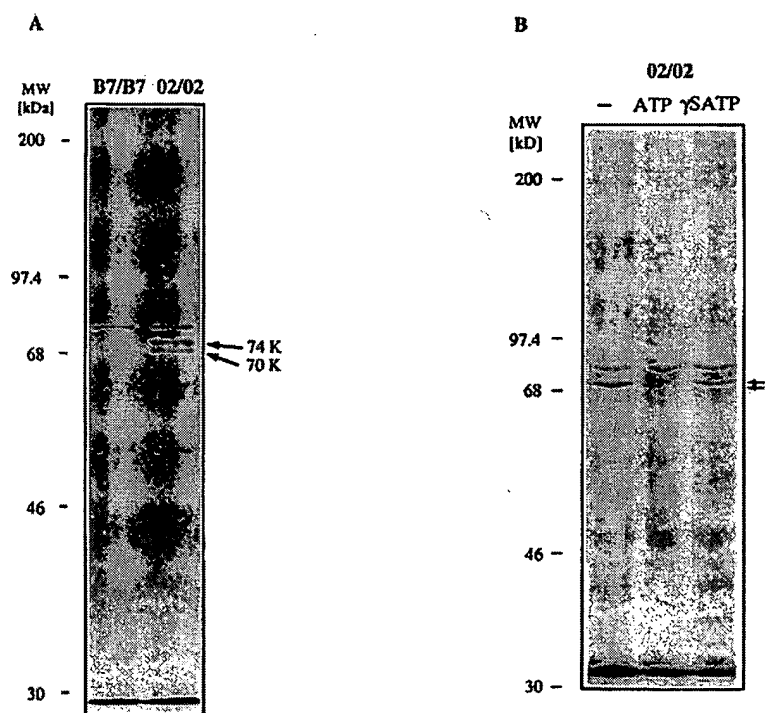 A
MW
[kDa]
B7/B7 02/02
200
97.4
74 K
68
70 K
46
30
B
02/02
– ATP γSATP
MW
[kD]
200
97.4
68
46
30